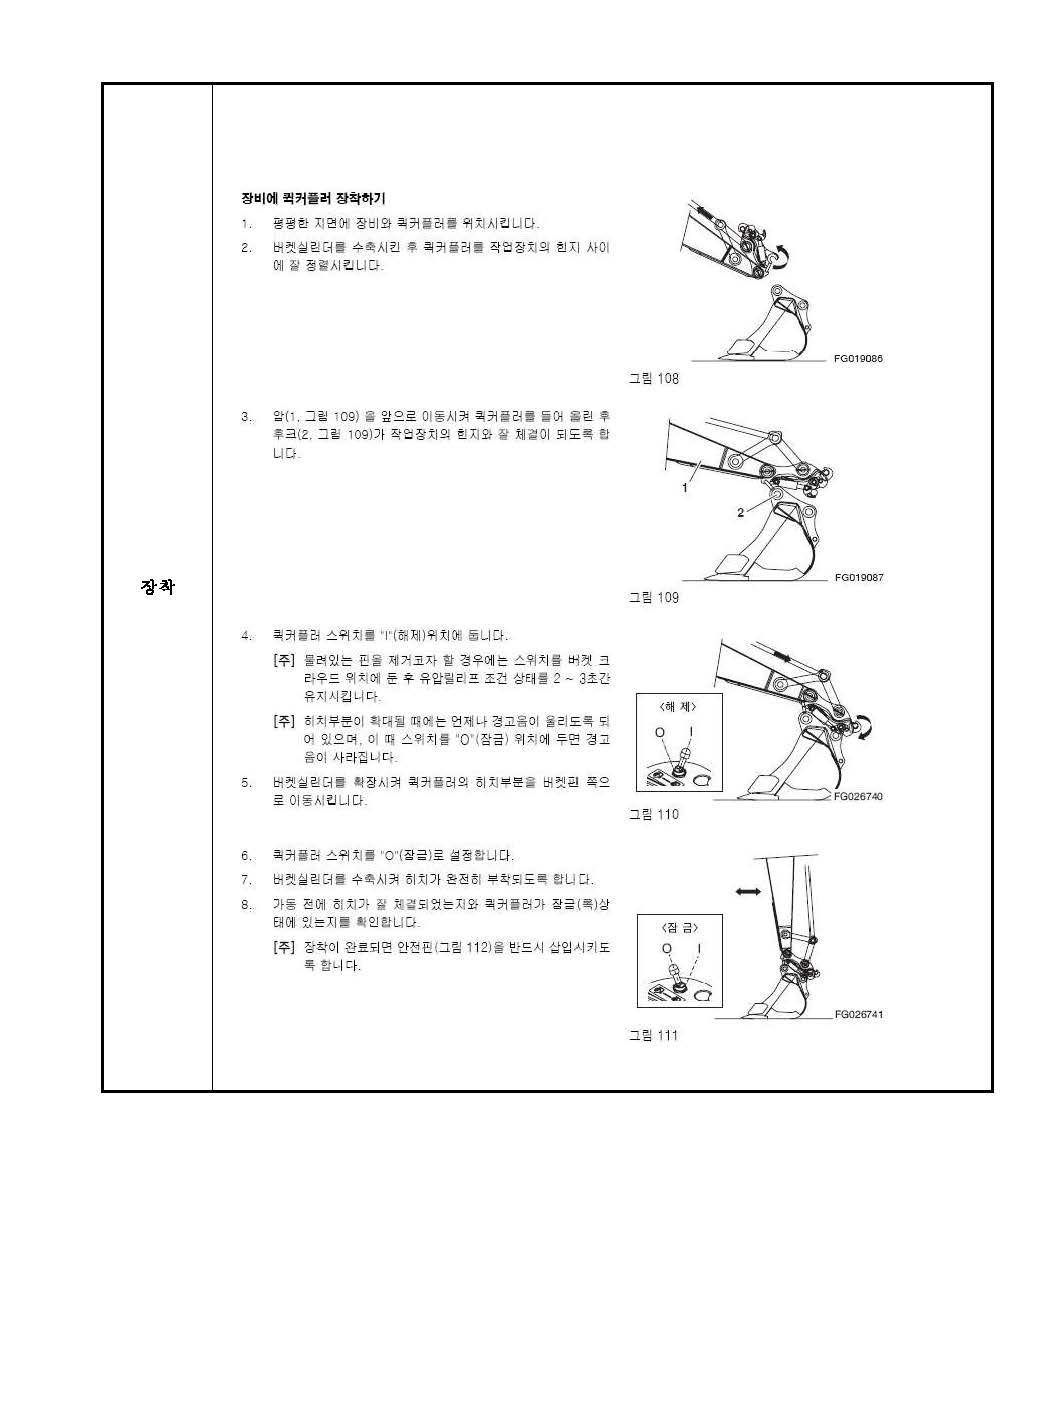 장비에 퀵커플러 장착하기
1. 평평한 지면에 장비와 퀵커플러를 위치시킵니다.
2. 버켓실린더를 수축시킨 후 퀵커플러를 작업장치의 힌지 사이
에 잘 정렬시킵니다.
FG019086
그림 108
3. 암(1, 그림 109) 을 앞으로 이동시켜 퀵커플러를 들어 올린 후
후크(2, 그림 109)가 작업장치의 힌지와 잘 체결이 되도록 합
니다.
1
2
FG019087
그림 109
장착
4. 퀵커플러 스위치를 "I"(해제)위치에 둡니다.
[주] 물려있는 핀을 제거코자 할 경우에는 스위치를 버켓 크
라우드 위치에 둔 후 유압릴리프 조건 상태를 2 ~ 3초간
유지시킵니다.
[주] 히치부분이 확대될 때에는 언제나 경고음이 울리도록 되
어 있으며, 이 때 스위치를 "O"(잠금) 위치에 두면 경고
음이 사라집니다.
5. 버켓실린더를 확장시켜 퀵커플러의 히치부분을 버켓핀 쪽으
로 이동시킵니다.
<해 제>
O I
FG026740
그림 110
6. 퀵커플러 스위치를 "O"(잠금)로 설정합니다.
7. 버켓실린더를 수축시켜 히치가 완전히 부착되도록 합니다.
8. 가동 전에 히치가 잘 체결되었는지와 퀵커플러가 잠금(록)상
태에 있는지를 확인합니다.
[주] 장착이 완료되면 안전핀(그림 112)을 반드시 삽입시키도
록 합니다.
<잠 금>
O I
FG026741
그림 111